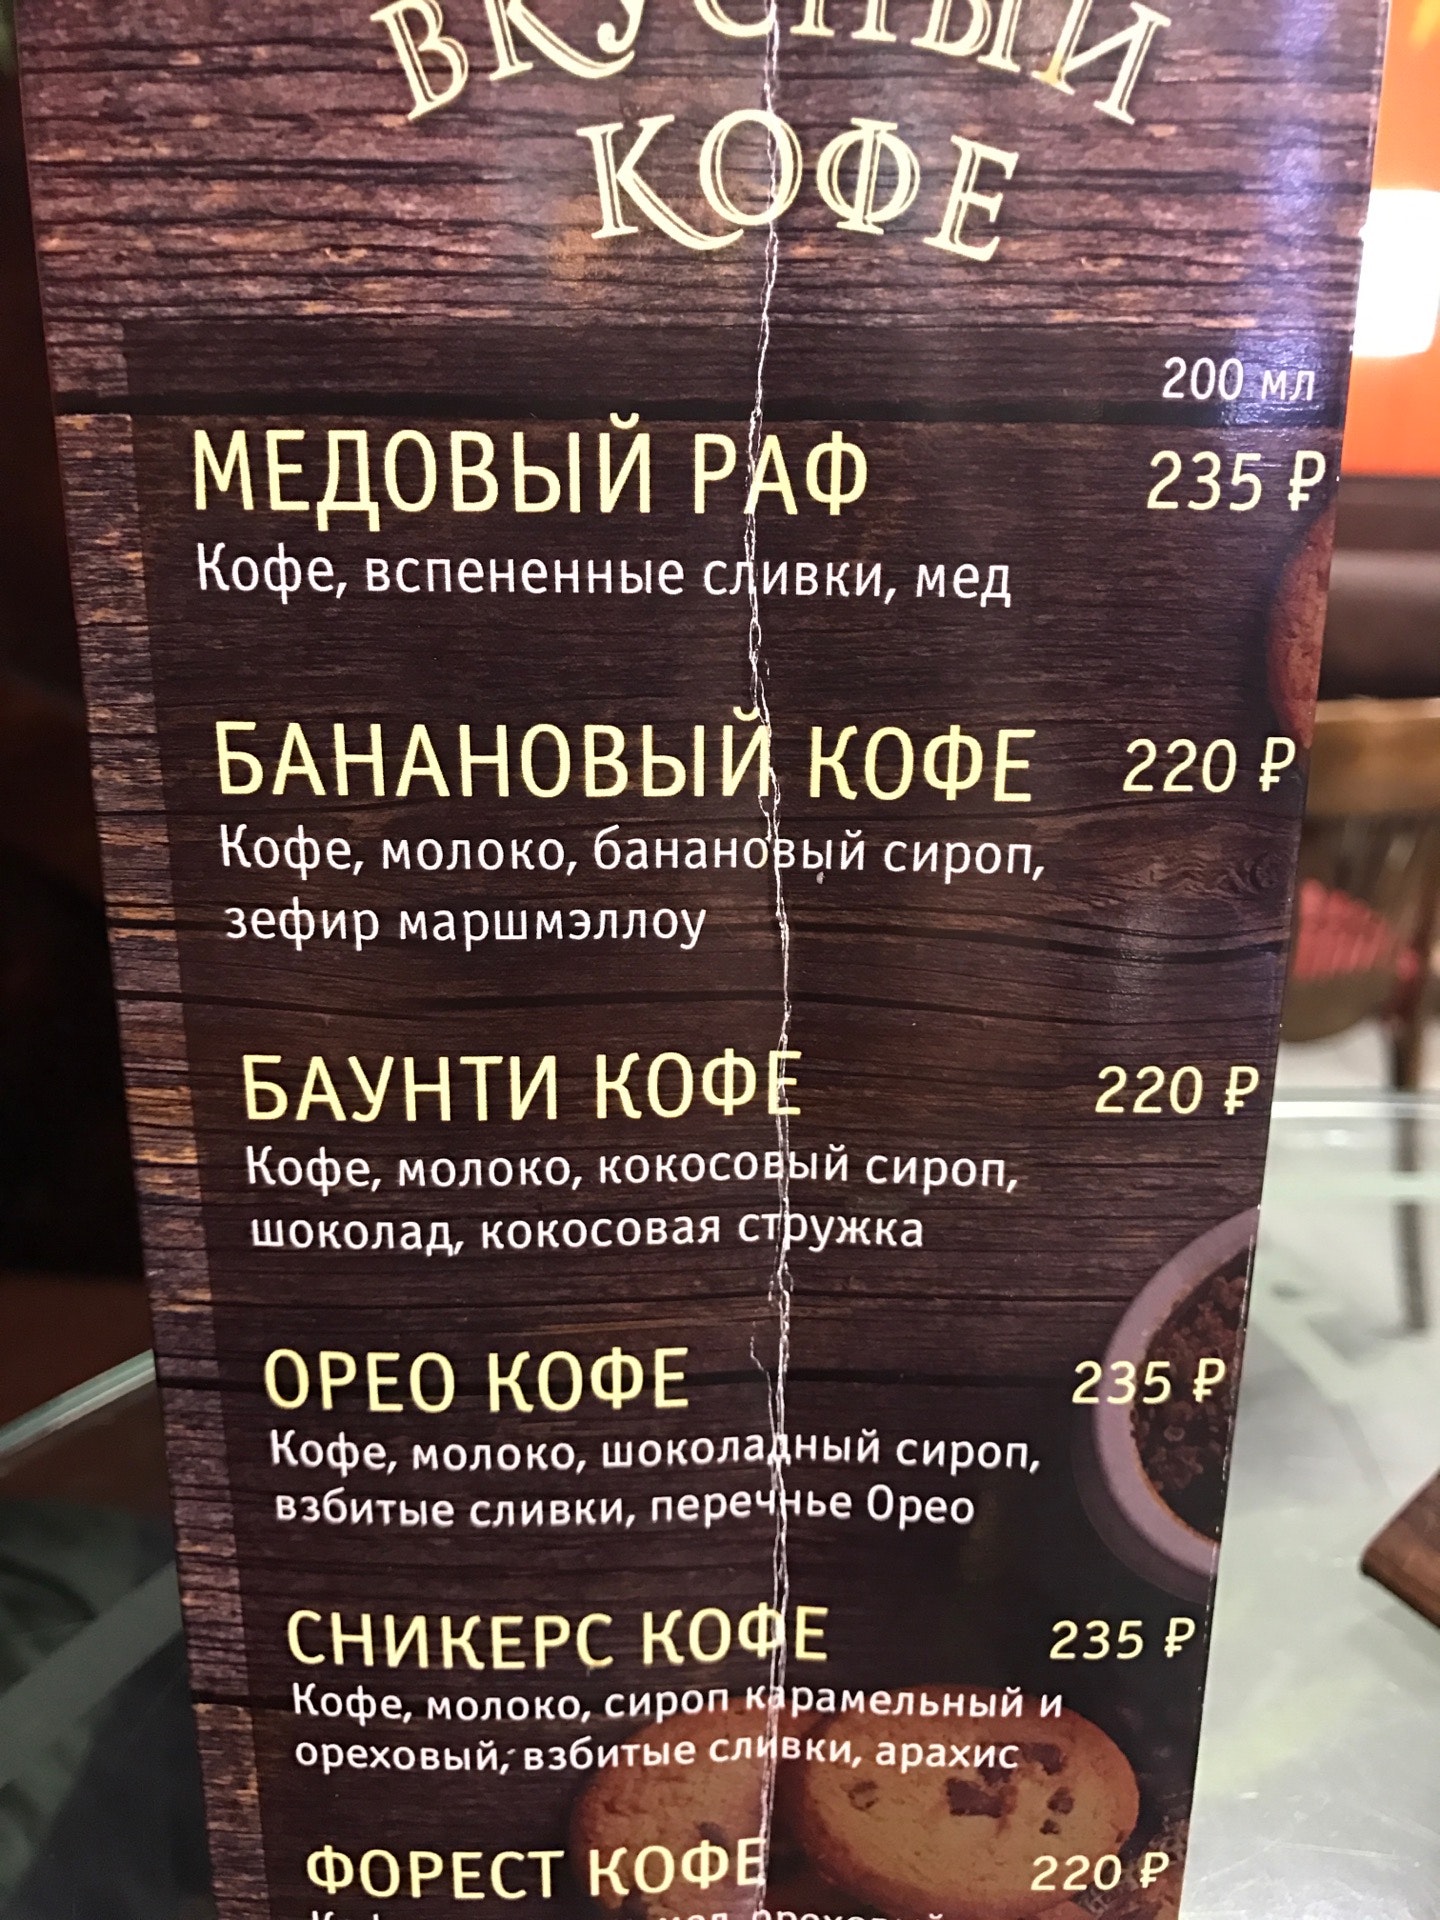 ВКУСНЫЙ
КОФЕ
200 мл
МЕДОВЫЙ РАФ 235 ₽
Кофе, вспененные сливки, мед
БАНАНОВЫЙ КОФЕ 220 ₽
Кофе, молоко, банановый сироп,
зефир маршмэллоу
БАУНТИ КОФЕ 220 ₽
Кофе, молоко, кокосовый сироп,
шоколад, кокосовая стружка
ОРЕО КОФЕ 235 ₽
Кофе, молоко, шоколадный сироп,
взбитые сливки, перечнье Орео
СНИКЕРС КОФЕ 235 ₽
Кофе, молоко, сироп карамельный и
ореховый, взбитые сливки, арахис
ФОРЕСТ КОФЕ 220 ₽